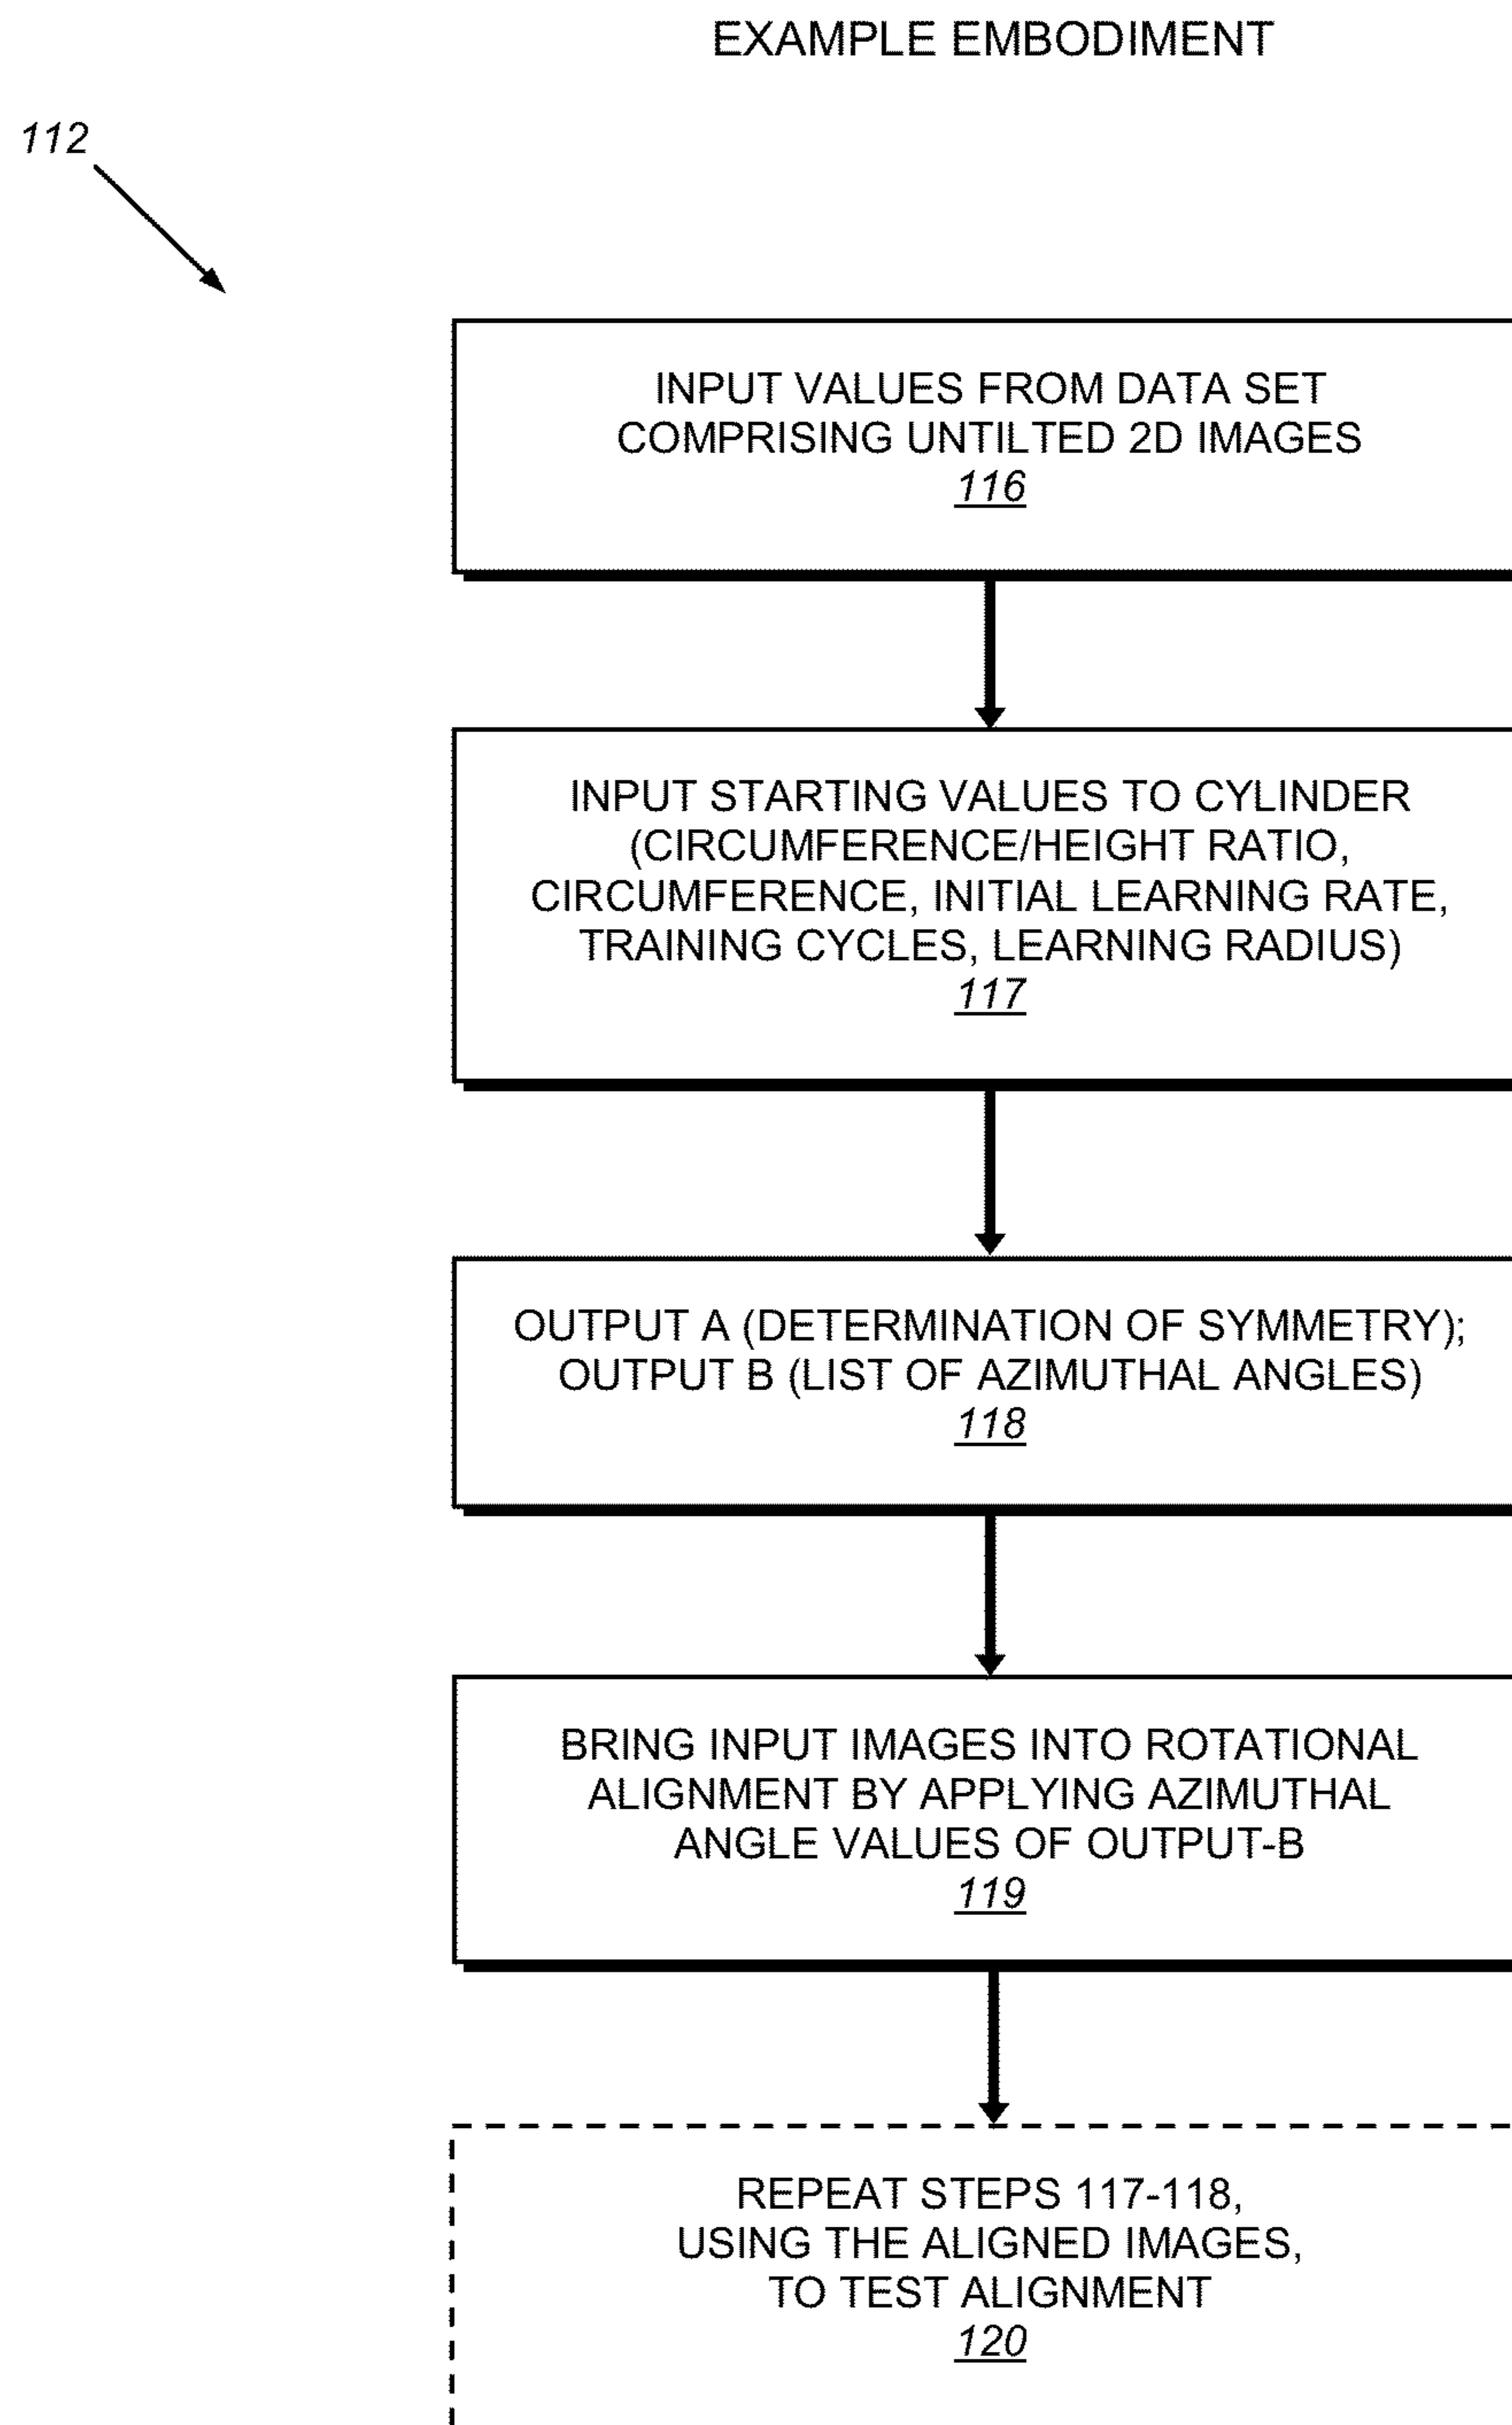 EXAMPLE EMBODIMENT
112
INPUT VALUES FROM DATA SET
COMPRISING UNTILTED 2D IMAGES
116
INPUT STARTING VALUES TO CYLINDER
(CIRCUMFERENCE/HEIGHT RATIO,
CIRCUMFERENCE, INITIAL LEARNING RATE,
TRAINING CYCLES, LEARNING RADIUS)
117
OUTPUT A (DETERMINATION OF SYMMETRY);
OUTPUT B (LIST OF AZIMUTHAL ANGLES)
118
BRING INPUT IMAGES INTO ROTATIONAL
ALIGNMENT BY APPLYING AZIMUTHAL
ANGLE VALUES OF OUTPUT-B
119
REPEAT STEPS 117-118,
USING THE ALIGNED IMAGES,
TO TEST ALIGNMENT
120